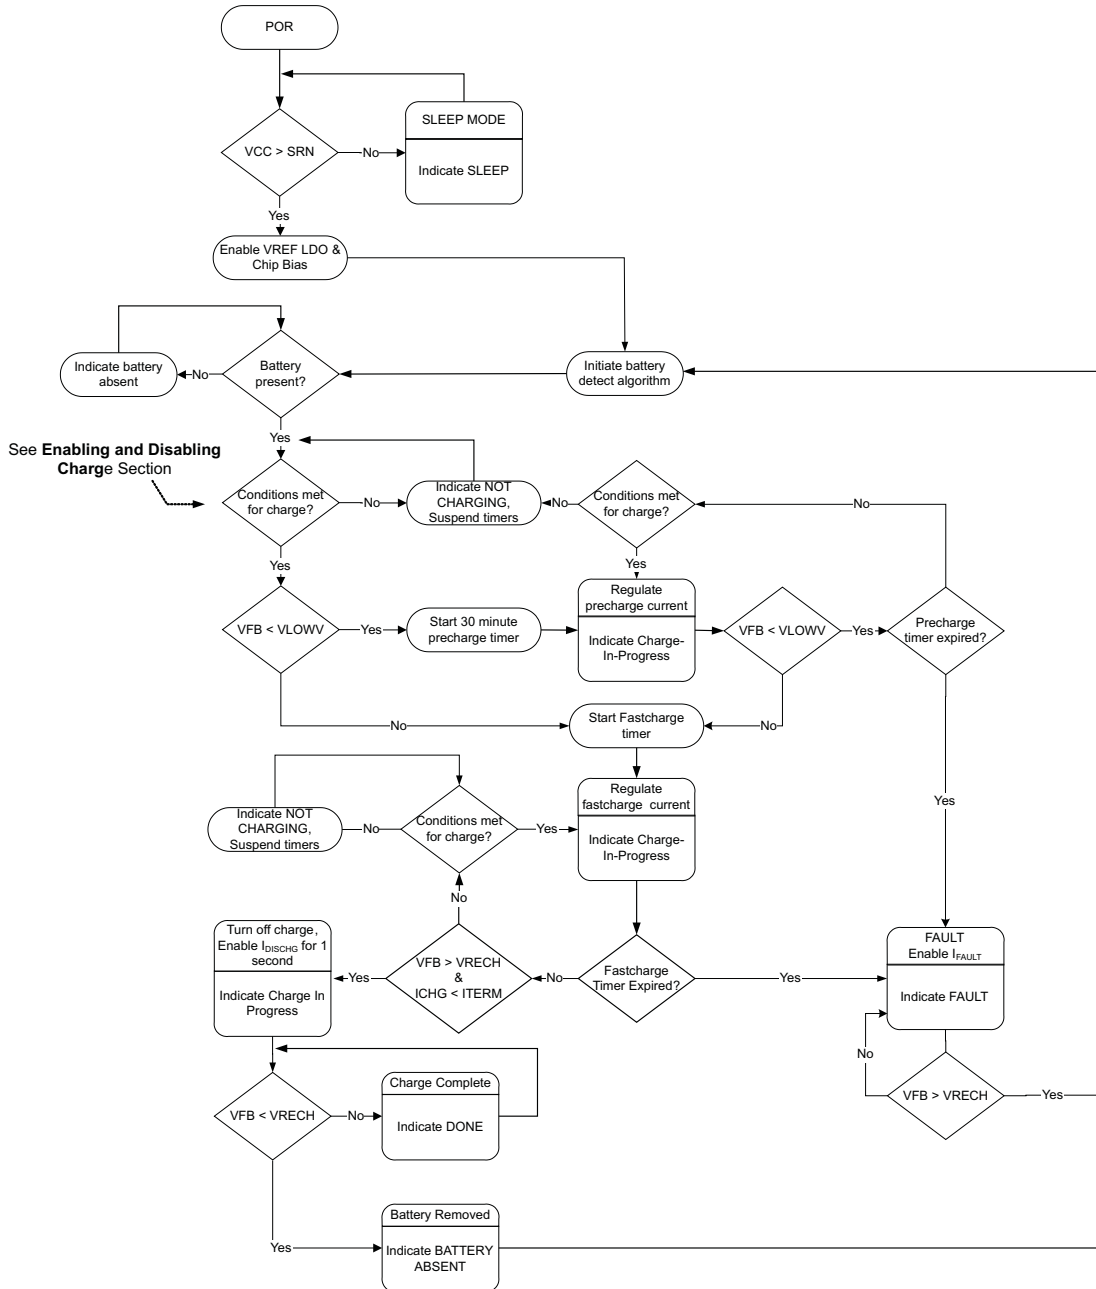 POR
SLEEP MODE
VCC > SRN
No
Indicate SLEEP
Yes
Enable VREF LDO &
Chip Bias
Indicate battery
absent
No
Battery
present?
Initiate battery
detect algorithm
Yes
See Enabling and Disabling
Charge Section
Conditions met
for charge?
No
Indicate NOT
CHARGING,
Suspend timers
No
Conditions met
for charge?
No
Yes
Yes
VFB < VLOWV
Yes
Start 30 minute
precharge timer
Regulate
precharge current
Indicate Charge-
In-Progress
VFB < VLOWV
Yes
Precharge
timer expired?
No
Start Fastcharge
timer
No
Yes
Indicate NOT
CHARGING,
Suspend timers
No
Conditions met
for charge?
Yes
Regulate
fastcharge current
Indicate Charge-
In-Progress
No
Turn off charge,
Enable IDISCHG for 1
second
Indicate Charge In
Progress
Yes
VFB > VRECH
&
ICHG < ITERM
No
Fastcharge
Timer Expired?
Yes
FAULT
Enable IFAULT
Indicate FAULT
No
VFB > VRECH
Yes
VFB < VRECH
No
Charge Complete
Indicate DONE
Yes
Battery Removed
Indicate BATTERY
ABSENT